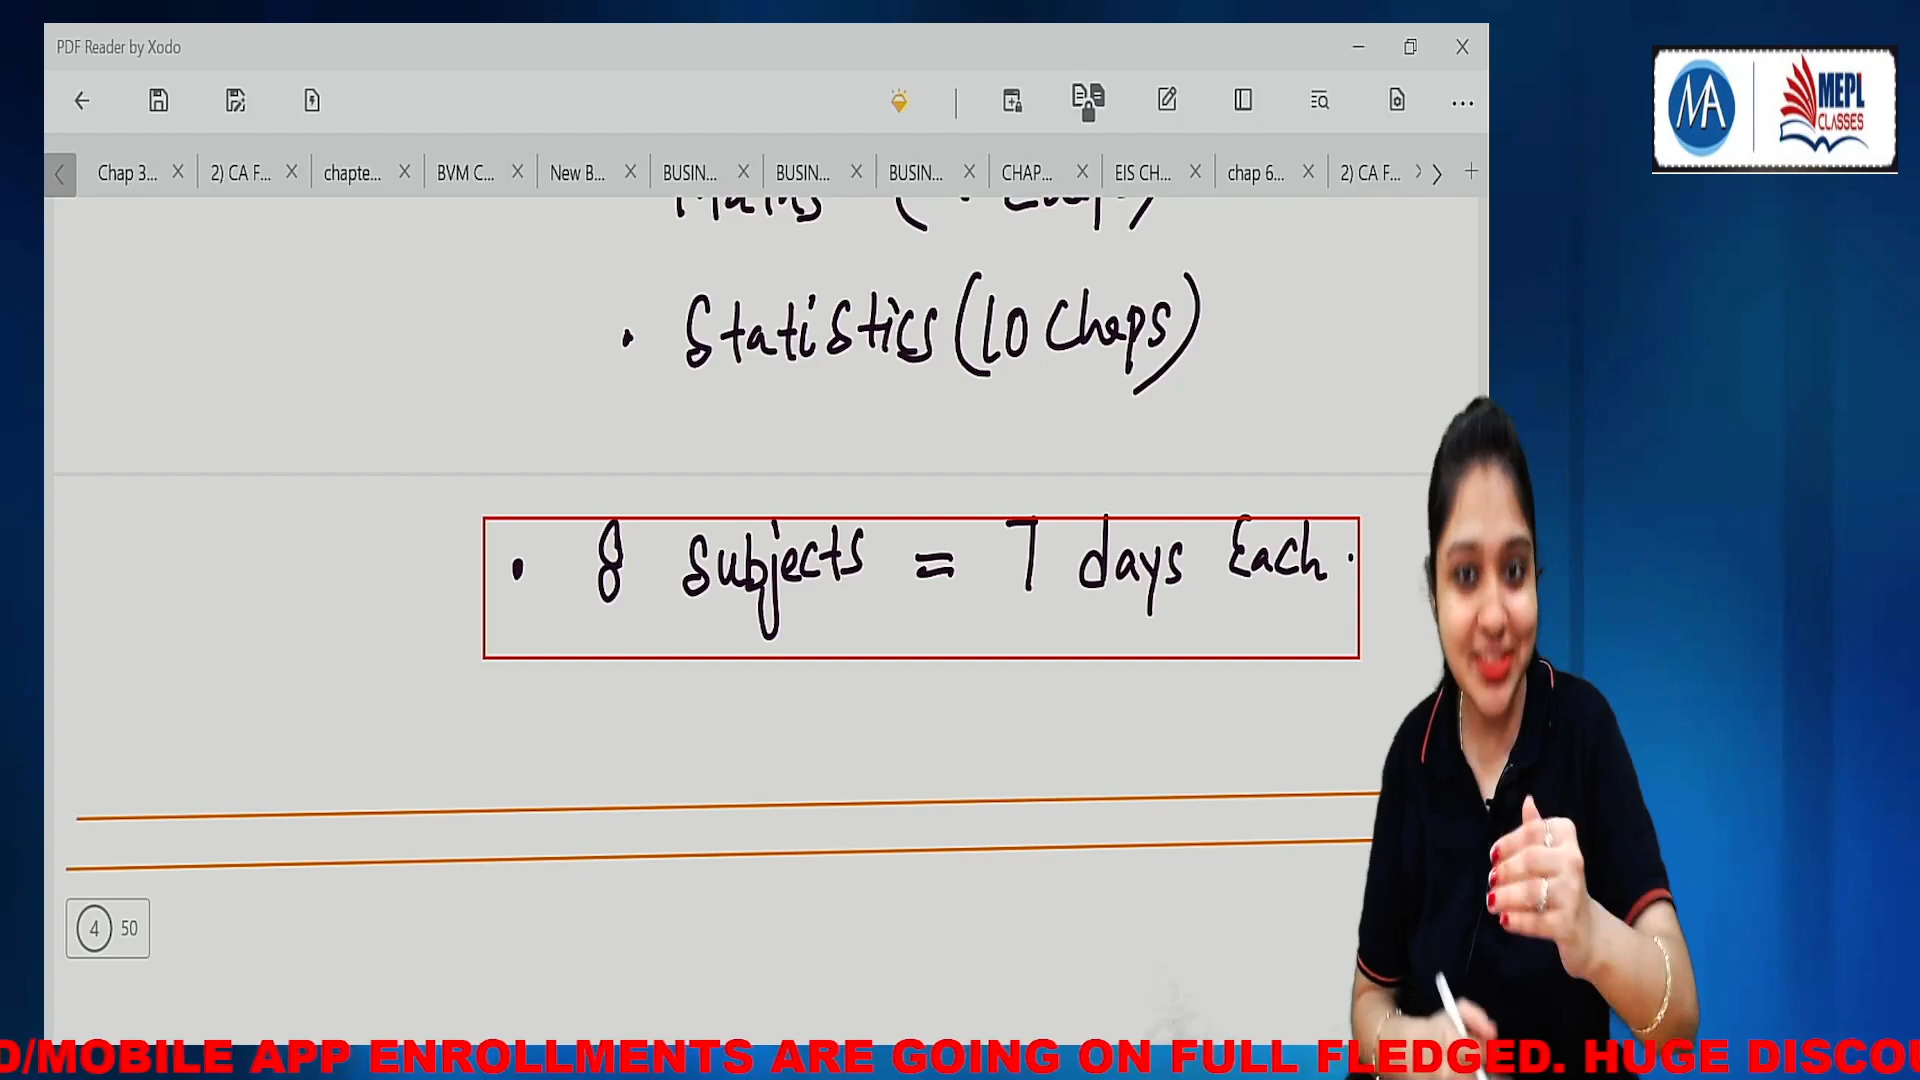 PDF Reader by Xodo
MA
MEPL
CLASSES
Chap 3... 2) CA F... chapte... BVM C... New B... BUSIN... BUSIN... BUSIN... CHAP... EIS CH... chap 6... 2) CA F...
Maths
• Statistics (10 Chaps)
• 8 Subjects = 7 days Each.
4 50
D/MOBILE APP ENROLLMENTS ARE GOING ON FULL FLEDGED. HUGE DISCOU